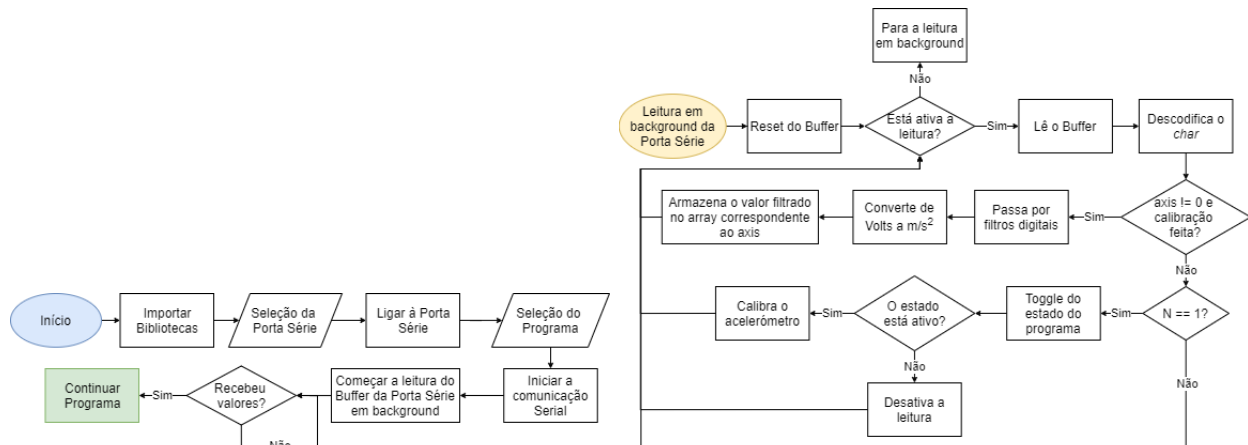 Para a leitura
em background
Não
Leitura em
background da
Porta Série
Reset do Buffer
Está ativa a
leitura?
Sim
Lê o Buffer
Descodifica o
char
Armazena o valor filtrado
no array correspondente
ao axis
Converte de
Volts a m/s²
Passa por
filtros digitais
Sim
axis != 0 e
calibração
feita?
Não
Início
Importar
Bibliotecas
Seleção da
Porta Série
Ligar à Porta
Série
Seleção do
Programa
Calibra o
acelerómetro
Sim
O estado
está ativo?
Toggle do
estado do
programa
Sim
N == 1?
Não
Não
Continuar
Programa
Sim
Recebeu
valores?
Começar a leitura do
Buffer da Porta Série
em background
Iniciar a
comunicação
Serial
Desativa a
leitura
Não